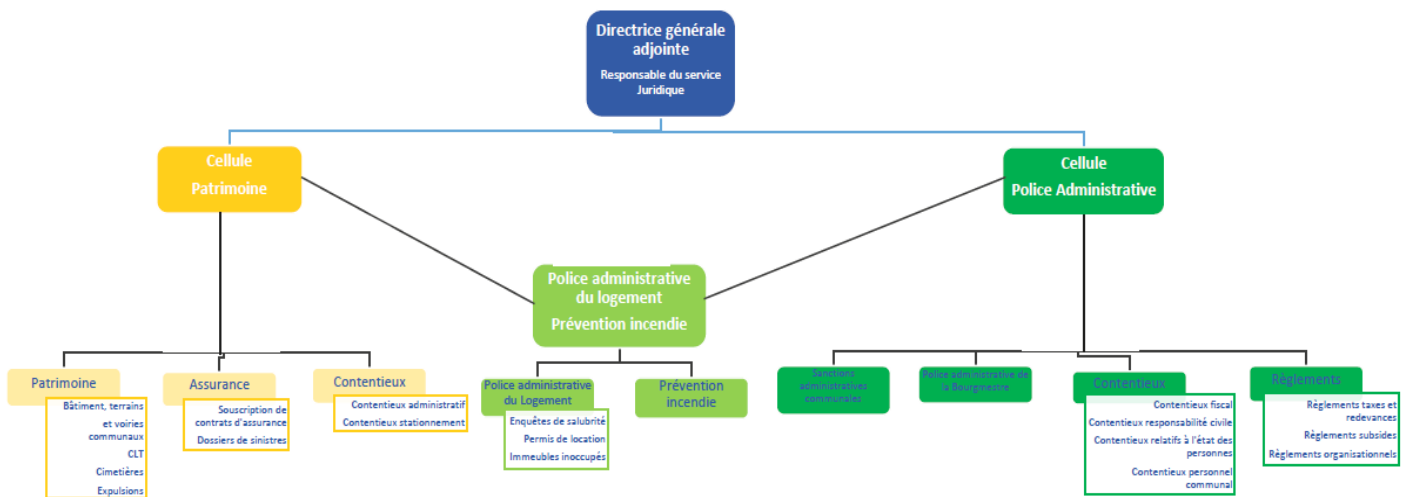 Directrice générale
adjointe
Responsable du service
Juridique
Cellule
Patrimoine
Cellule
Police Administrative
Police administrative
du logement
Prévention incendie
Patrimoine
Bâtiment, terrains
et voiries
communaux
CLT
Cimetières
Expulsions
Assurance
Souscription de
contrats d'assurance
Dossiers de sinistres
Contentieux
Contentieux administratif
Contentieux stationnement
Police administrative
du Logement
Enquêtes de salubrité
Permis de location
Immeubles inoccupés
Prévention
incendie
Sanctions
administratives
communales
Police administrative de
la Bourgmestre
Contentieux
Contentieux fiscal
Contentieux responsabilité civile
Contentieux relatifs à l'état des
personnes
Contentieux personnel
communal
Règlements
Règlements taxes et
redevances
Règlements subsides
Règlements organisationnels